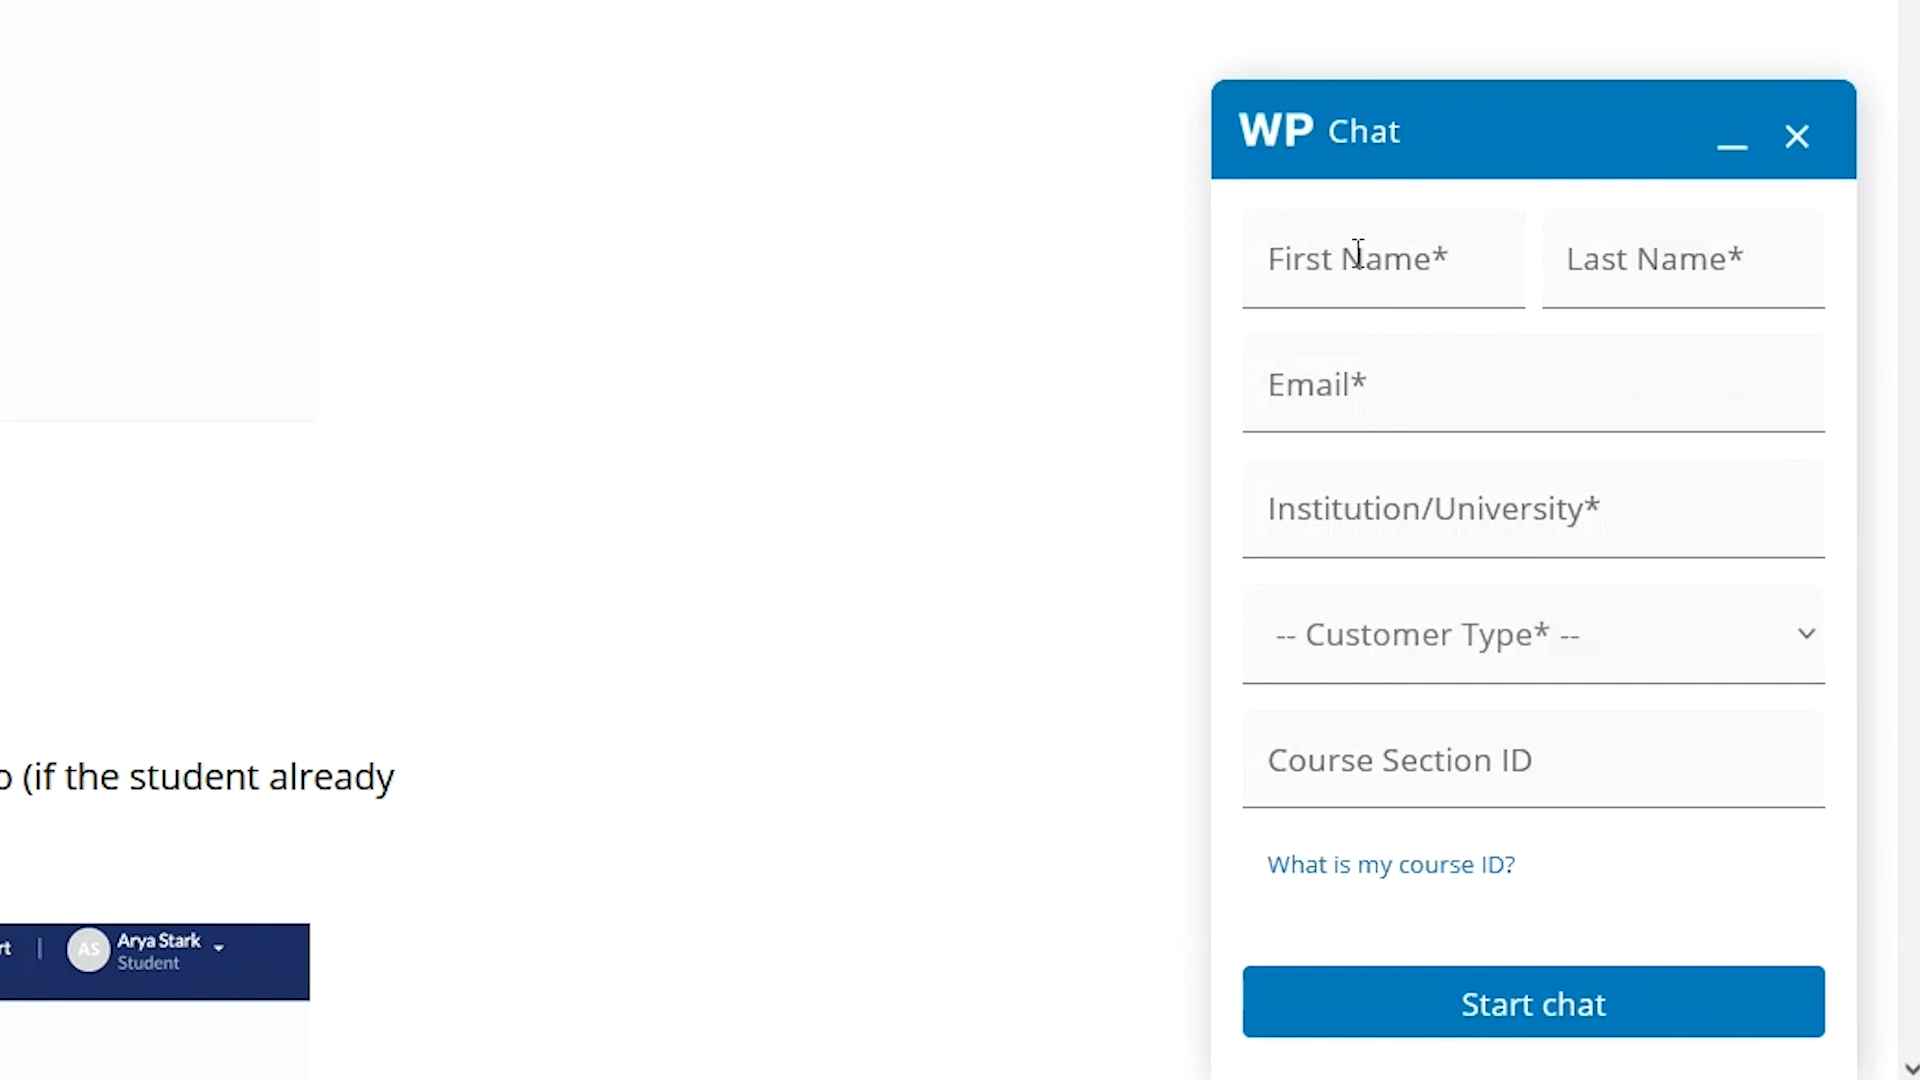 WP Chat
First Name*
Last Name*
Email*
Institution/University*
-- Customer Type* --
Course Section ID
(if the student already
What is my course ID?
AS
Arya Stark
Student
Start chat